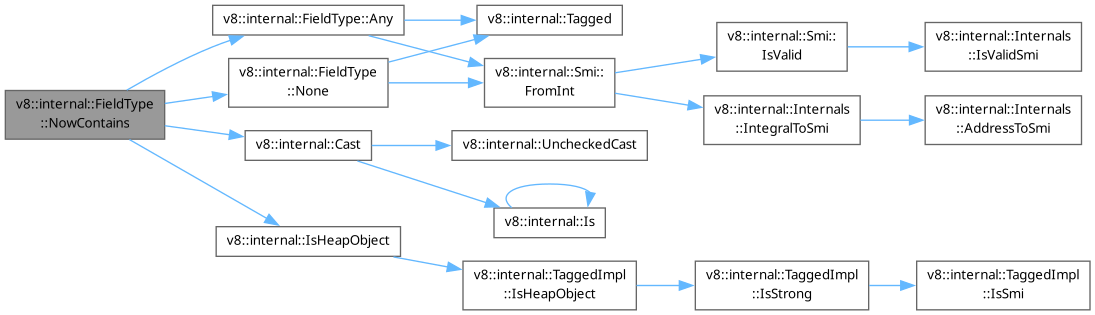 v8::internal::FieldType
::NowContains
v8::internal::FieldType::Any
v8::internal::FieldType
::None
v8::internal::Cast
v8::internal::IsHeapObject
v8::internal::Tagged
v8::internal::Smi::
FromInt
v8::internal::UncheckedCast
v8::internal::Is
v8::internal::TaggedImpl
::IsHeapObject
v8::internal::Smi::
IsValid
v8::internal::Internals
::IntegralToSmi
v8::internal::TaggedImpl
::IsStrong
v8::internal::Internals
::IsValidSmi
v8::internal::Internals
::AddressToSmi
v8::internal::TaggedImpl
::IsSmi